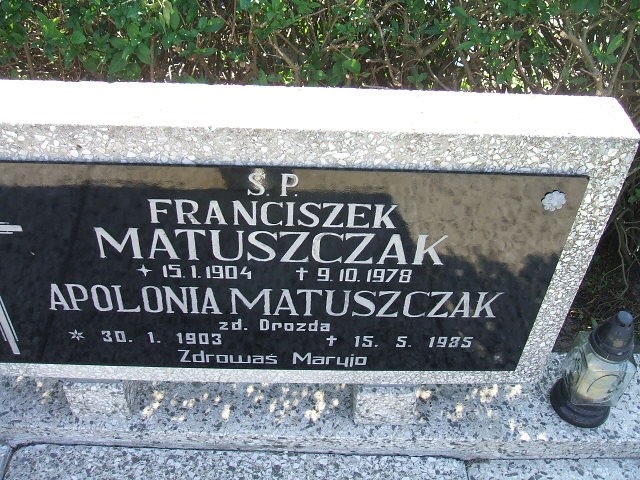 Ś. P.
FRANCISZEK
MATUSZCZAK
15.1.1904 † 9.10.1978
APOLONIA MATUSZCZAK
zd. Drozda
30. 1. 1903 † 15. 5. 1985
Zdrowaś Maryjo